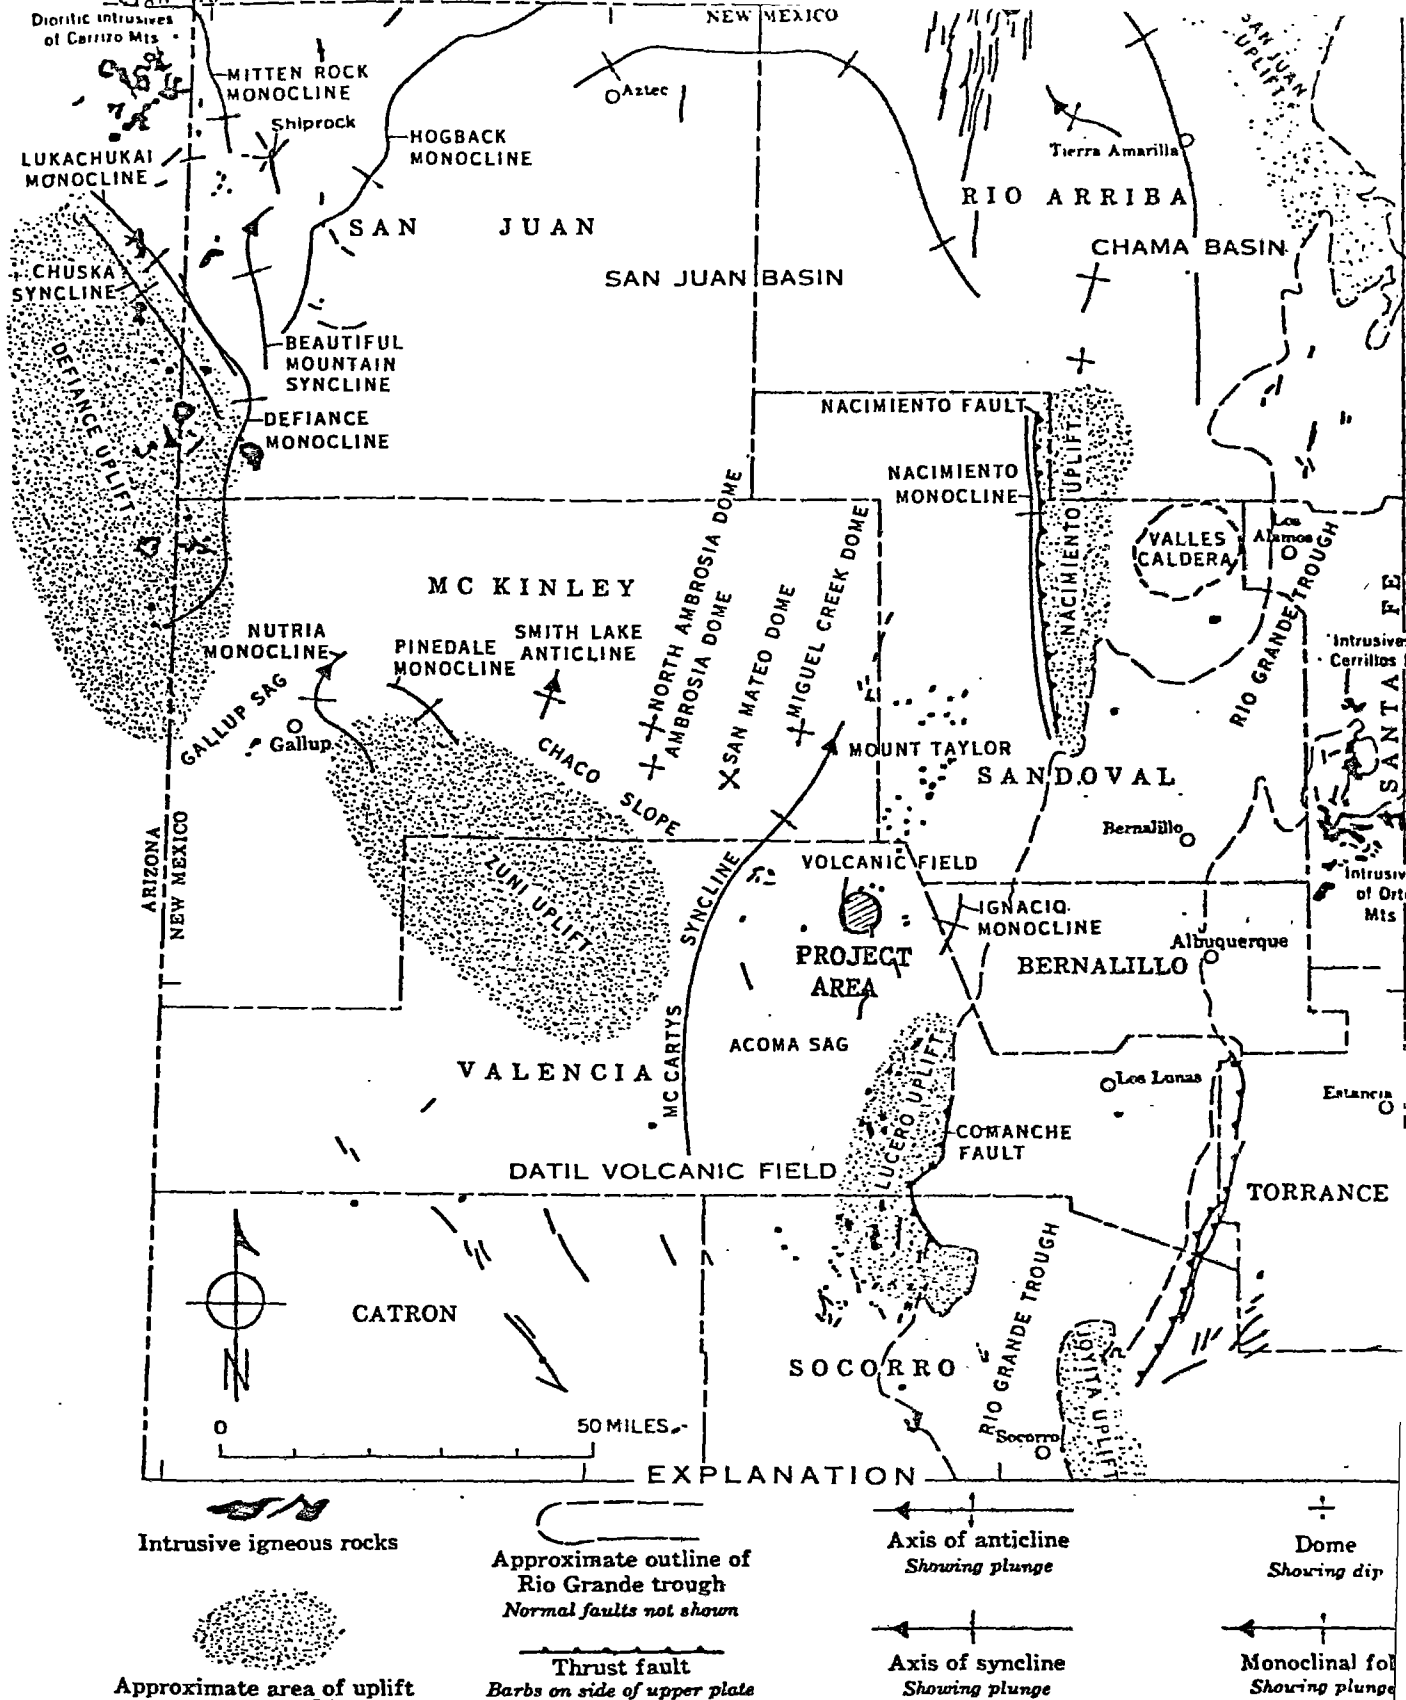 Dioritic intrusives
of Carrizo Mts
NEW MEXICO
SAN JUAN
UPLIFT
MITTEN ROCK
MONOCLINE
Aztec
Shiprock
HOGBACK
MONOCLINE
Tierra Amarilla
LUKACHUKAI
MONOCLINE
RIO ARRIBA
SAN JUAN
CHAMA BASIN
SAN JUAN BASIN
CHUSKA
SYNCLINE
BEAUTIFUL
MOUNTAIN
SYNCLINE
DEFIANCE UPLIFT
DEFIANCE
MONOCLINE
NACIMIENTO FAULT
NACIMIENTO
MONOCLINE
NACIMIENTO UPLIFT
VALLES
CALDERA
Los
Alamos
RIO GRANDE TROUGH
SANTA FE
MC KINLEY
NORTH AMBROSIA DOME
AMBROSIA DOME
SAN MATEO DOME
MIGUEL CREEK DOME
NUTRIA
MONOCLINE
PINEDALE
MONOCLINE
SMITH LAKE
ANTICLINE
Intrusive
Cerrillos
GALLUP SAG
Gallup
CHACO
SLOPE
MOUNT TAYLOR
SANDOVAL
Bernalillo
ARIZONA
NEW MEXICO
ZUNI UPLIFT
VOLCANIC FIELD
Intrusiv
of Ort
Mts
MC CARTYS SYNCLINE
IGNACIO
MONOCLINE
PROJECT
AREA
Albuquerque
BERNALILLO
ACOMA SAG
VALENCIA
LUCERO UPLIFT
Los Lunas
Estancia
COMANCHE
FAULT
DATIL VOLCANIC FIELD
TORRANCE
CATRON
N
RIO GRANDE TROUGH
SOCORRO
JOYITA UPLIFT
Socorro
0
50 MILES
EXPLANATION
Intrusive igneous rocks
Approximate outline of
Rio Grande trough
Normal faults not shown
Axis of anticline
Showing plunge
Dome
Showing dip
Approximate area of uplift
Thrust fault
Barbs on side of upper plate
Axis of syncline
Showing plunge
Monoclinal fol
Showing plunge